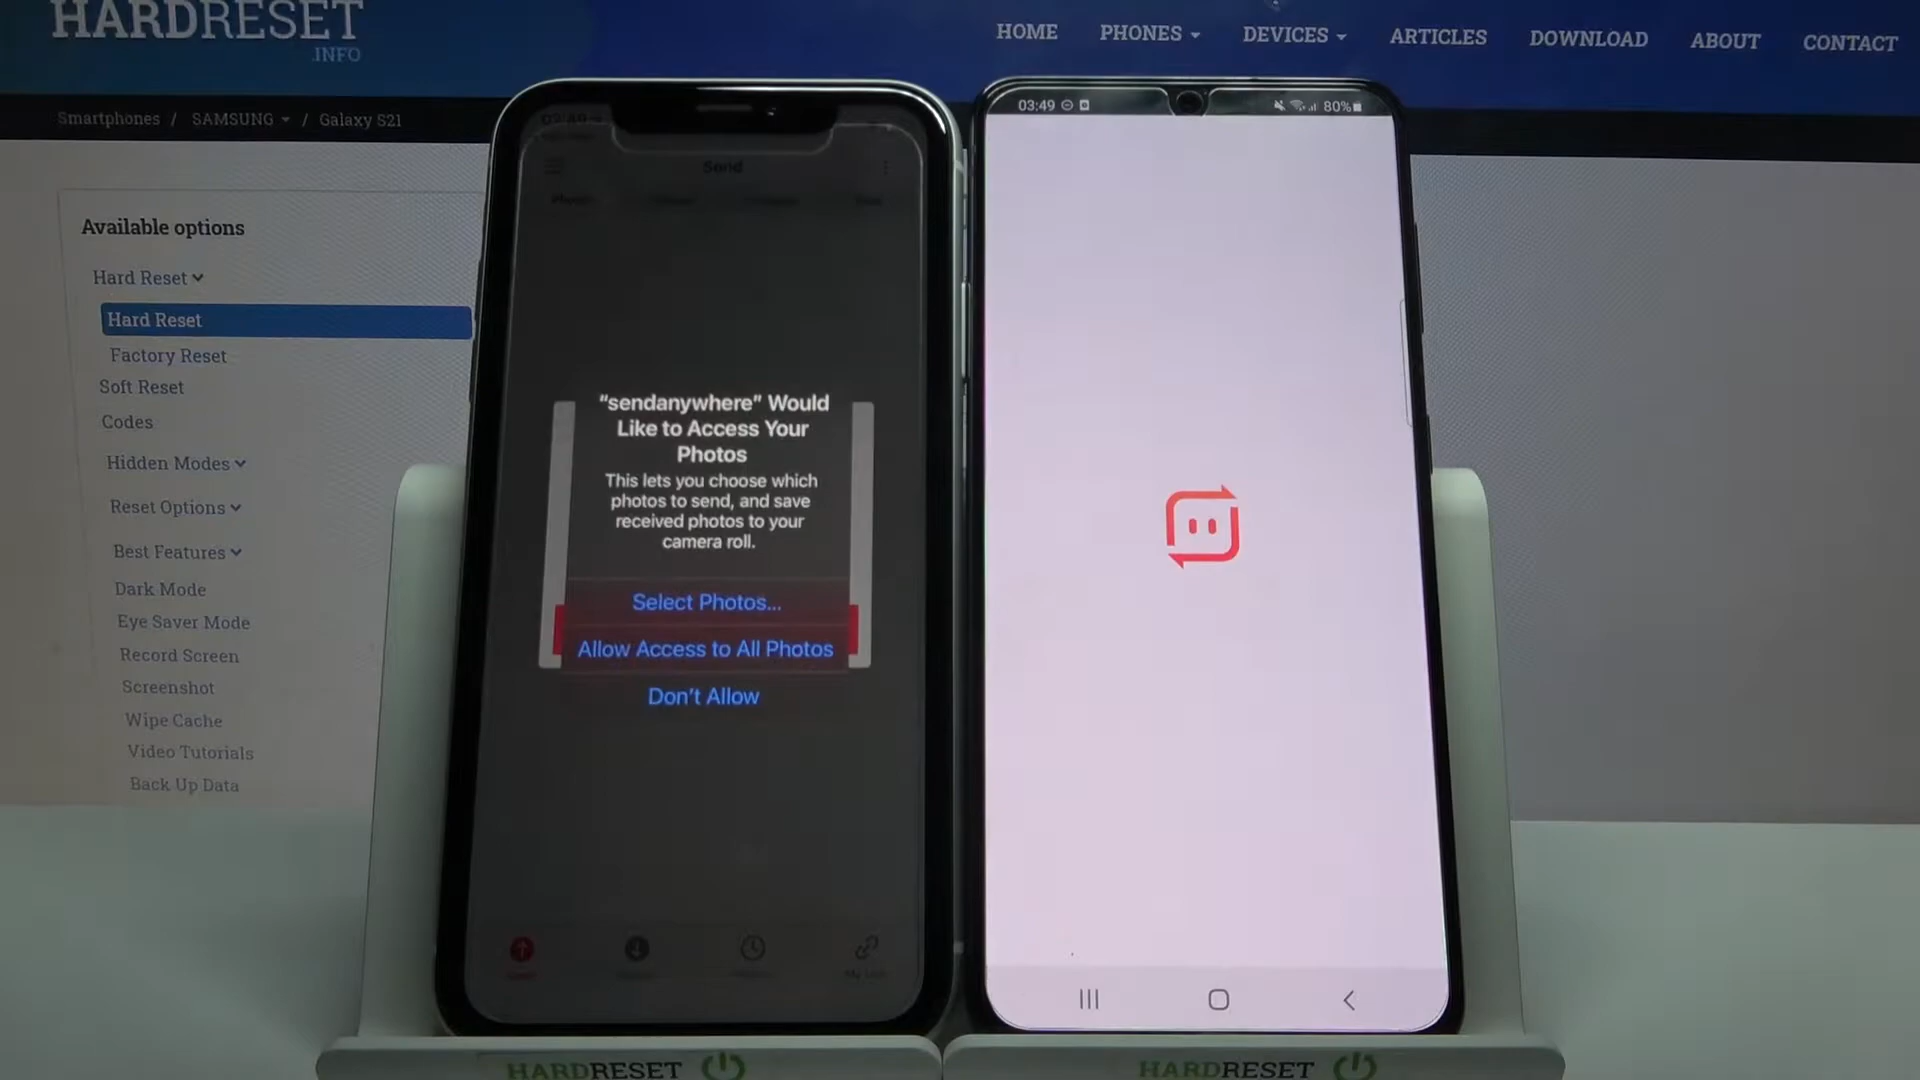 HARDRESET
.INFO
HOME
PHONES
DEVICES
ARTICLES
DOWNLOAD
ABOUT
CONTACT
Smartphones / SAMSUNG / Galaxy S21
Available options
Hard Reset
Hard Reset
Factory Reset
Soft Reset
Codes
Hidden Modes
Reset Options
Best Features
Dark Mode
Eye Saver Mode
Record Screen
Screenshot
Wipe Cache
Video Tutorials
Back Up Data
Send
“sendanywhere” Would
Like to Access Your
Photos
This lets you choose which
photos to send, and save
received photos to your
camera roll.
Select Photos...
Allow Access to All Photos
Don’t Allow
03:49
80%
HARDRESET
HARDRESET